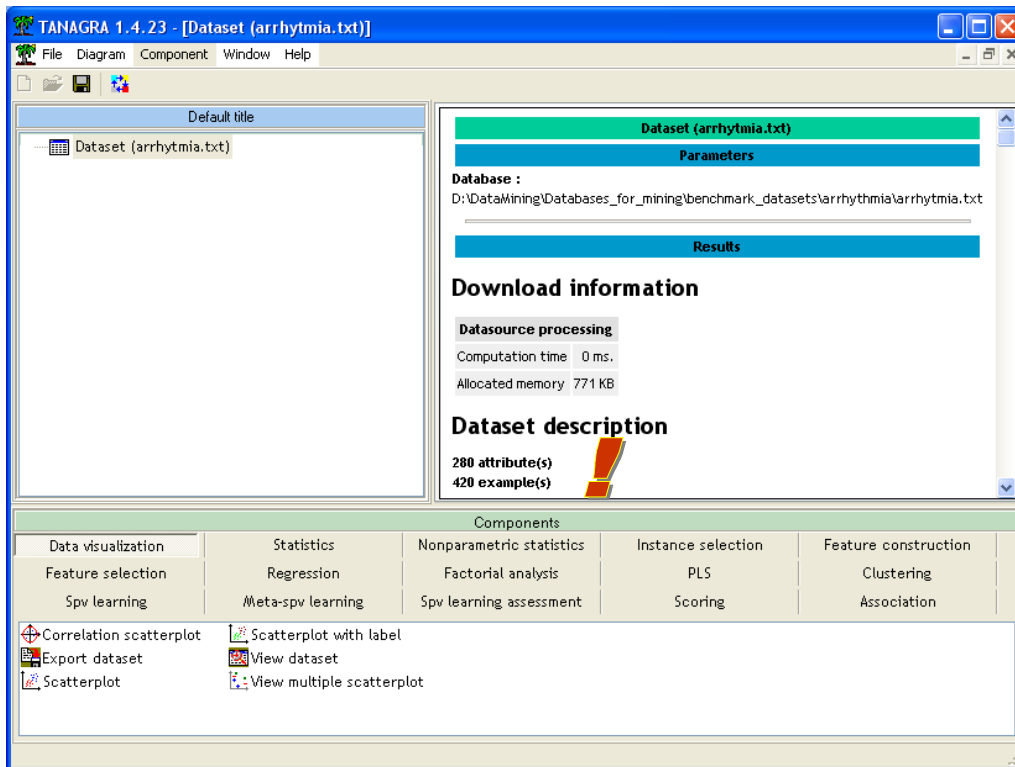 TANAGRA 1.4.23 - [Dataset (arrhytmia.txt)]
File Diagram Component Window Help
Default title
Dataset (arrhytmia.txt)
Dataset (arrhytmia.txt)
Parameters
Database :
D:\DataMining\Databases_for_mining\benchmark_datasets\arrhythmia\arrhytmia.txt
Results
Download information
Datasource processing
Computation time 0 ms.
Allocated memory 771 KB
Dataset description
280 attribute(s)
420 example(s)
!
Components
Data visualization Statistics Nonparametric statistics Instance selection Feature construction
Feature selection Regression Factorial analysis PLS Clustering
Spv learning Meta-spv learning Spv learning assessment Scoring Association
Correlation scatterplot Scatterplot with label
Export dataset View dataset
Scatterplot View multiple scatterplot